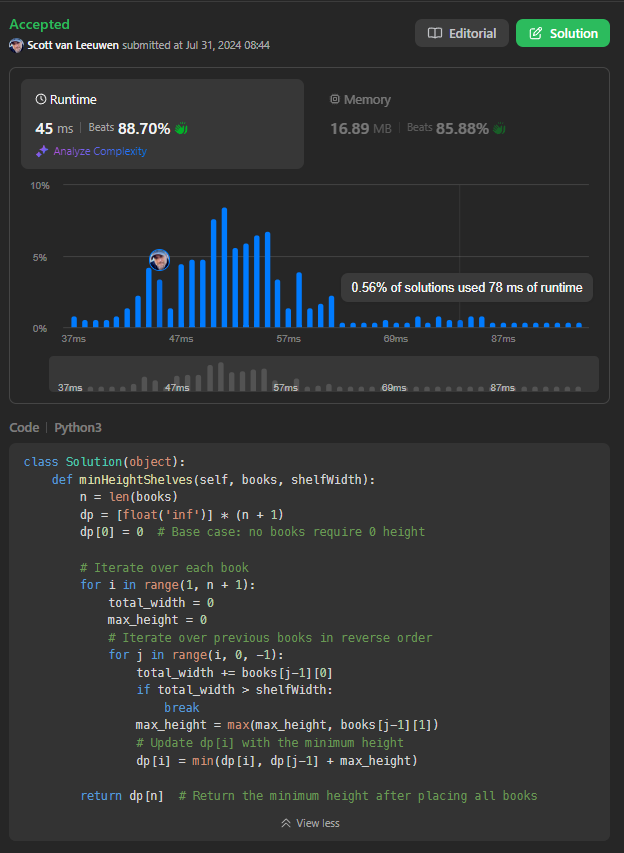 Accepted
Scott van Leeuwen submitted at Jul 31, 2024 08:44
Editorial
Solution
Runtime
45 ms | Beats 88.70%
Analyze Complexity
Memory
16.89 MB | Beats 85.88%
10%
5%
0%
0.56% of solutions used 78 ms of runtime
37ms 47ms 57ms 69ms 87ms
37ms 47ms 57ms 69ms 87ms
Code | Python3
class Solution(object):
    def minHeightShelves(self, books, shelfWidth):
        n = len(books)
        dp = [float('inf')] * (n + 1)
        dp[0] = 0  # Base case: no books require 0 height

        # Iterate over each book
        for i in range(1, n + 1):
            total_width = 0
            max_height = 0
            # Iterate over previous books in reverse order
            for j in range(i, 0, -1):
                total_width += books[j-1][0]
                if total_width > shelfWidth:
                    break
                max_height = max(max_height, books[j-1][1])
                # Update dp[i] with the minimum height
                dp[i] = min(dp[i], dp[j-1] + max_height)

        return dp[n]  # Return the minimum height after placing all books
View less